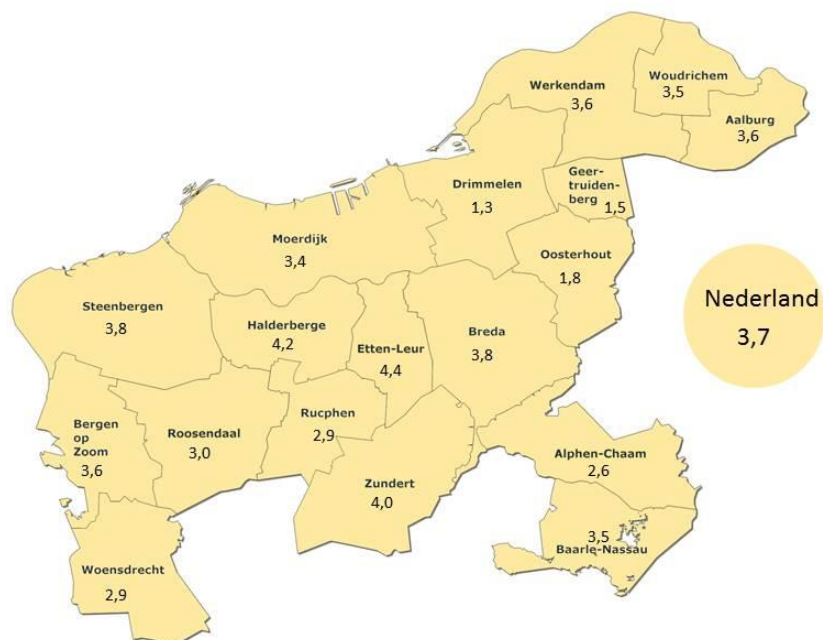 Werkendam
3,6
Woudrichem
3,5
Aalburg
3,6
Drimmelen
1,3
Geer-
truiden-
berg
1,5
Moerdijk
3,4
Oosterhout
1,8
Nederland
3,7
Steenbergen
3,8
Halderberge
4,2
Etten-Leur
4,4
Breda
3,8
Bergen
op
Zoom
3,6
Roosendaal
3,0
Rucphen
2,9
Zundert
4,0
Alphen-Chaam
2,6
3,5
Baarle-Nassau
Woensdrecht
2,9